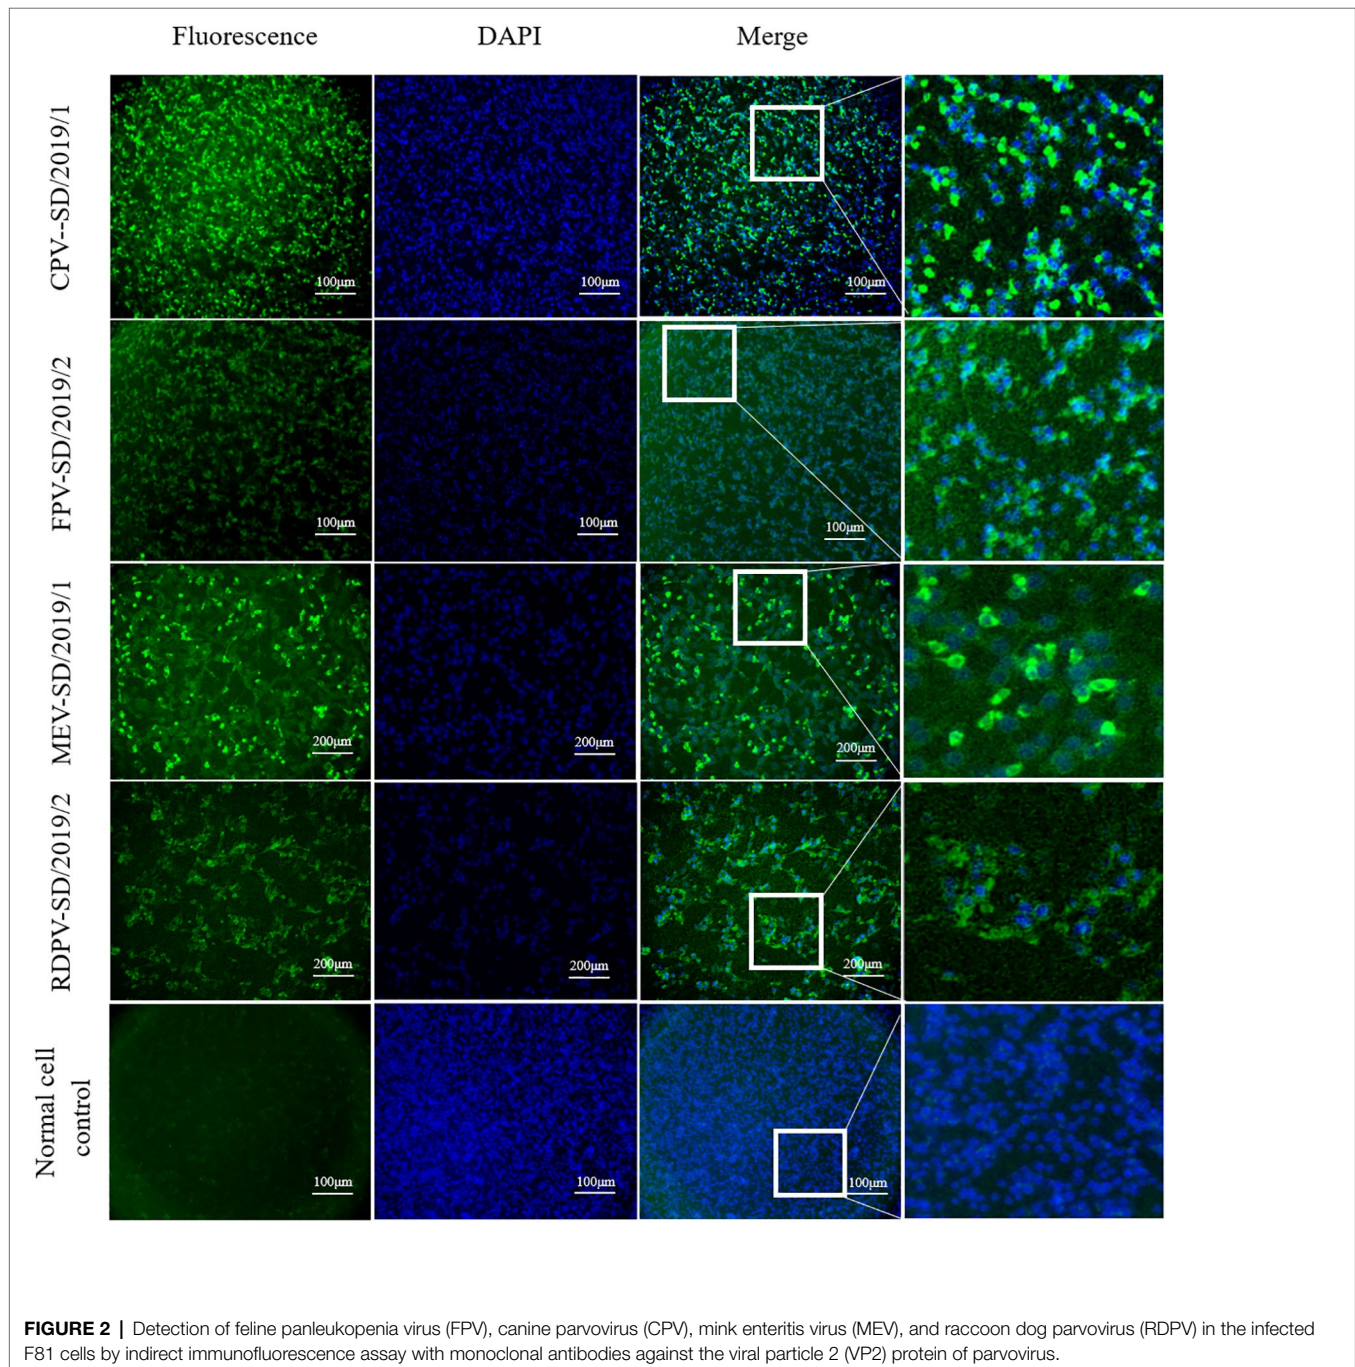 Fluorescence DAPI Merge
CPV--SD/2019/1
100µm 100µm 100µm
FPV-SD/2019/2
100µm 100µm 100µm
MEV-SD/2019/1
200µm 200µm 200µm
RDPV-SD/2019/2
200µm 200µm 200µm
Normal cell
control
100µm 100µm 100µm
FIGURE 2 | Detection of feline panleukopenia virus (FPV), canine parvovirus (CPV), mink enteritis virus (MEV), and raccoon dog parvovirus (RDPV) in the infected
F81 cells by indirect immunofluorescence assay with monoclonal antibodies against the viral particle 2 (VP2) protein of parvovirus.